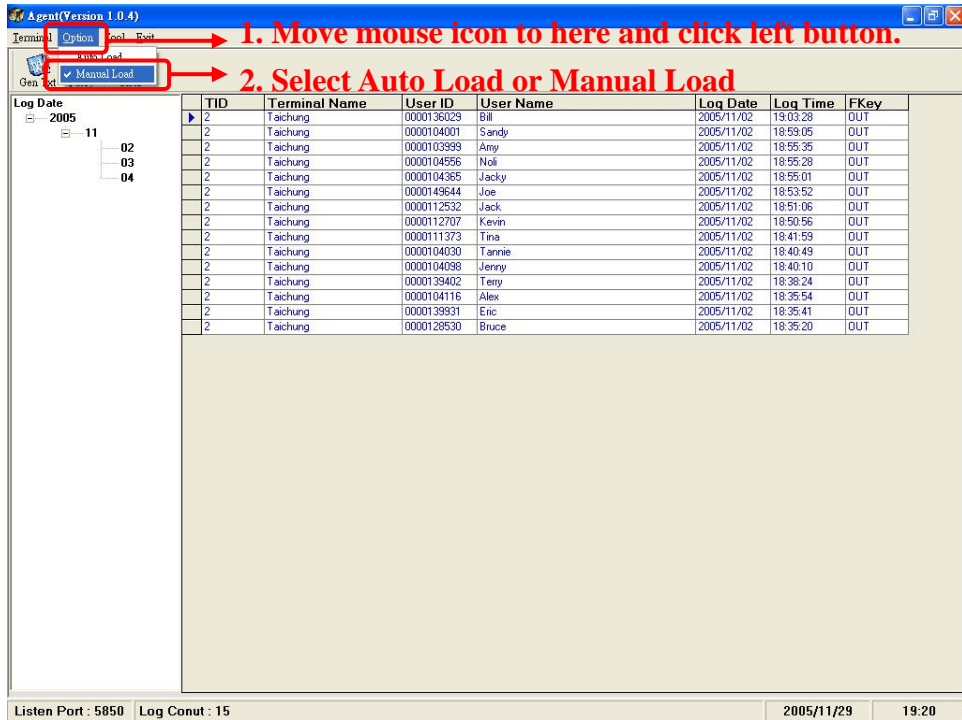 Agent(Version 1.0.4)
Terminal Option Tool Exit
1. Move mouse icon to here and click left button.
Auto Load
Manual Load
2. Select Auto Load or Manual Load
Gen Txt
Log Date
2005
11
02
03
04
TID Terminal Name User ID User Name Log Date Log Time FKey
2 Taichung 0000136029 Bill 2005/11/02 19:03:28 OUT
2 Taichung 0000104001 Sandy 2005/11/02 18:59:05 OUT
2 Taichung 0000103999 Amy 2005/11/02 18:55:35 OUT
2 Taichung 0000104556 Noli 2005/11/02 18:55:28 OUT
2 Taichung 0000104365 Jacky 2005/11/02 18:55:01 OUT
2 Taichung 0000149644 Joe 2005/11/02 18:53:52 OUT
2 Taichung 0000112532 Jack 2005/11/02 18:51:06 OUT
2 Taichung 0000112707 Kevin 2005/11/02 18:50:56 OUT
2 Taichung 0000111373 Tina 2005/11/02 18:41:59 OUT
2 Taichung 0000104030 Tannie 2005/11/02 18:40:49 OUT
2 Taichung 0000104098 Jenny 2005/11/02 18:40:10 OUT
2 Taichung 0000139402 Terry 2005/11/02 18:38:24 OUT
2 Taichung 0000104116 Alex 2005/11/02 18:35:54 OUT
2 Taichung 0000139931 Eric 2005/11/02 18:35:41 OUT
2 Taichung 0000128530 Bruce 2005/11/02 18:35:20 OUT
Listen Port : 5850 Log Conut : 15 2005/11/29 19:20